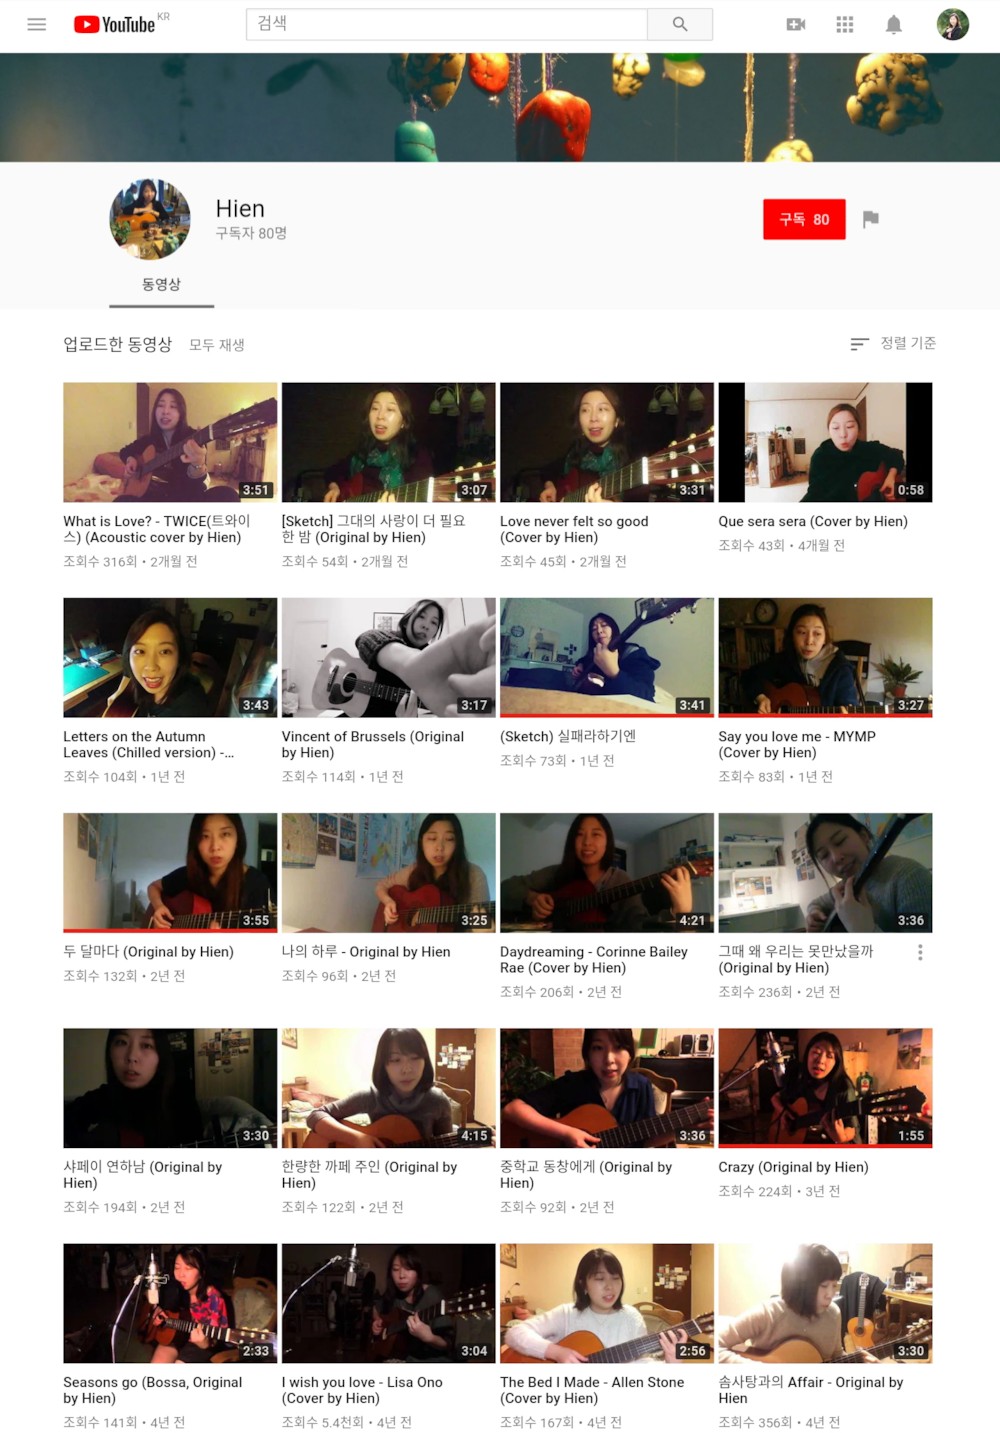 YouTube KR
검색
Hien
구독자 80명
구독 80
동영상
업로드한 동영상 모두 재생
정렬 기준
3:51 3:07 3:31 0:58
What is Love? - TWICE(트와이
스) (Acoustic cover by Hien)
조회수 316회 • 2개월 전
[Sketch] 그대의 사랑이 더 필요
한 밤 (Original by Hien)
조회수 54회 • 2개월 전
Love never felt so good
(Cover by Hien)
조회수 45회 • 2개월 전
Que sera sera (Cover by Hien)
조회수 43회 • 4개월 전
3:43 3:17 3:41 3:27
Letters on the Autumn
Leaves (Chilled version) -...
조회수 104회 • 1년 전
Vincent of Brussels (Original
by Hien)
조회수 114회 • 1년 전
(Sketch) 실패라하기엔
조회수 73회 • 1년 전
Say you love me - MYMP
(Cover by Hien)
조회수 83회 • 1년 전
3:55 3:25 4:21 3:36
두 달마다 (Original by Hien)
조회수 132회 • 2년 전
나의 하루 - Original by Hien
조회수 96회 • 2년 전
Daydreaming - Corinne Bailey
Rae (Cover by Hien)
조회수 206회 • 2년 전
그때 왜 우리는 못만났을까
(Original by Hien)
조회수 236회 • 2년 전
3:30 4:15 3:36 1:55
샤페이 연하남 (Original by
Hien)
조회수 194회 • 2년 전
한량한 까페 주인 (Original by
Hien)
조회수 122회 • 2년 전
중학교 동창에게 (Original by
Hien)
조회수 92회 • 2년 전
Crazy (Original by Hien)
조회수 224회 • 3년 전
2:33 3:04 2:56 3:30
Seasons go (Bossa, Original
by Hien)
조회수 141회 • 4년 전
I wish you love - Lisa Ono
(Cover by Hien)
조회수 5.4천회 • 4년 전
The Bed I Made - Allen Stone
(Cover by Hien)
조회수 167회 • 4년 전
솜사탕과의 Affair - Original by
Hien
조회수 356회 • 4년 전